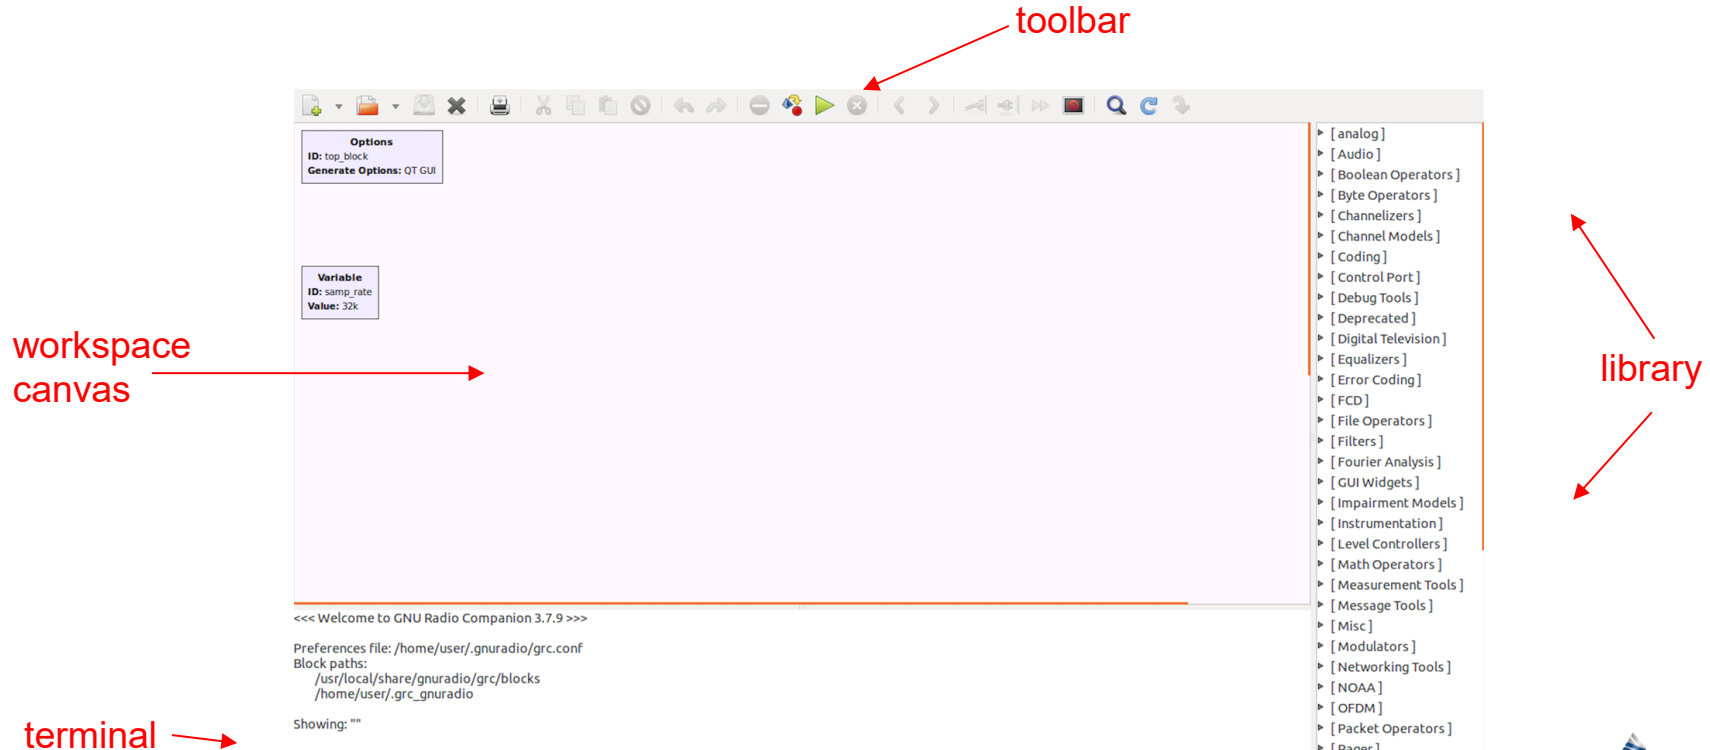 toolbar
Options
ID: top_block
Generate Options: QT GUI
Variable
ID: samp_rate
Value: 32k
workspace
canvas
library
[ analog ]
[ Audio ]
[ Boolean Operators ]
[ Byte Operators ]
[ Channelizers ]
[ Channel Models ]
[ Coding ]
[ Control Port ]
[ Debug Tools ]
[ Deprecated ]
[ Digital Television ]
[ Equalizers ]
[ Error Coding ]
[ FCD ]
[ File Operators ]
[ Filters ]
[ Fourier Analysis ]
[ GUI Widgets ]
[ Impairment Models ]
[ Instrumentation ]
[ Level Controllers ]
[ Math Operators ]
[ Measurement Tools ]
[ Message Tools ]
[ Misc ]
[ Modulators ]
[ Networking Tools ]
[ NOAA ]
[ OFDM ]
[ Packet Operators ]
[ Pager ]
<<< Welcome to GNU Radio Companion 3.7.9 >>>
Preferences file: /home/user/.gnuradio/grc.conf
Block paths:
/usr/local/share/gnuradio/grc/blocks
/home/user/.grc_gnuradio
Showing: ""
terminal